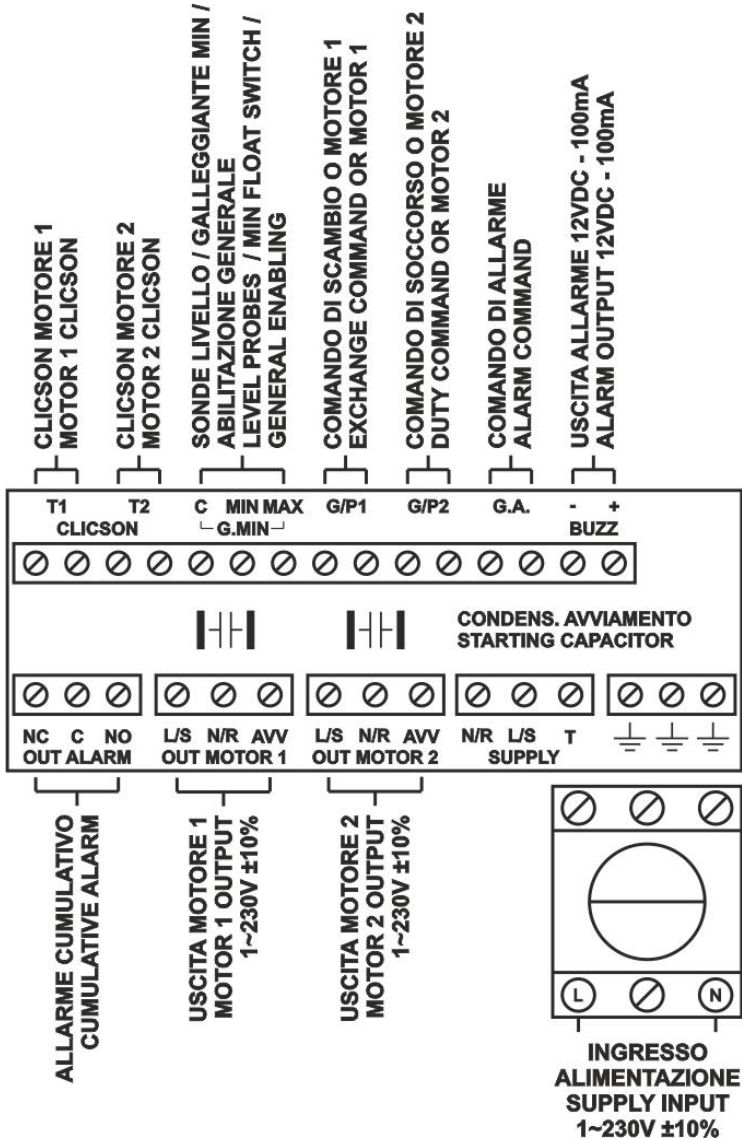 CLICSON MOTORE 1
MOTOR 1 CLICSON
CLICSON MOTORE 2
MOTOR 2 CLICSON
SONDE LIVELLO / GALLEGGIANTE MIN /
ABILITAZIONE GENERALE
LEVEL PROBES / MIN FLOAT SWITCH /
GENERAL ENABLING
COMANDO DI SCAMBIO O MOTORE 1
EXCHANGE COMMAND OR MOTOR 1
COMANDO DI SOCCORSO O MOTORE 2
DUTY COMMAND OR MOTOR 2
COMANDO DI ALLARME
ALARM COMMAND
USCITA ALLARME 12VDC - 100mA
ALARM OUTPUT 12VDC - 100mA
T1 T2 C MIN MAX G/P1 G/P2 G.A. - +
CLICSON G.MIN BUZZ
CONDENS. AVVIAMENTO
STARTING CAPACITOR
NC C NO L/S N/R AVV L/S N/R AVV N/R L/S T
OUT ALARM OUT MOTOR 1 OUT MOTOR 2 SUPPLY
ALLARME CUMULATIVO
CUMULATIVE ALARM
USCITA MOTORE 1
MOTOR 1 OUTPUT
1~230V ±10%
USCITA MOTORE 2
MOTOR 2 OUTPUT
1~230V ±10%
L N
INGRESSO
ALIMENTAZIONE
SUPPLY INPUT
1~230V ±10%